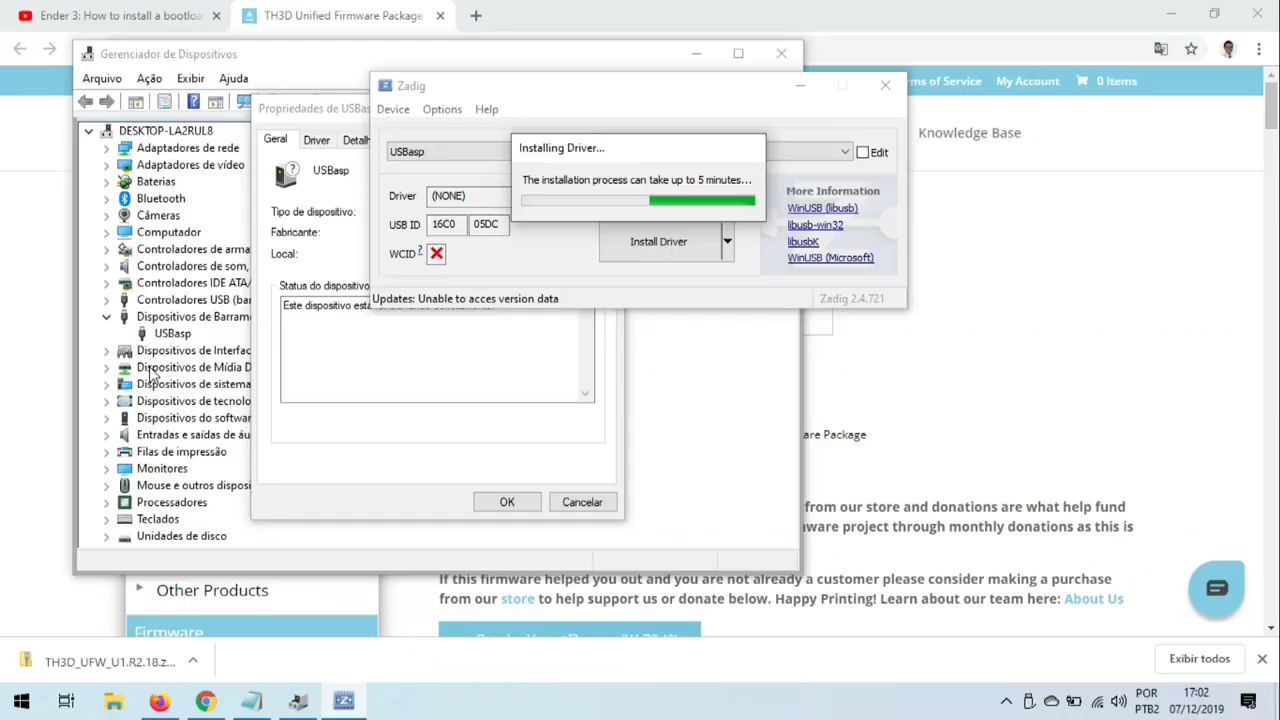 Ender 3: How to install a bootloa
TH3D Unified Firmware Package
rms of Service
My Account
0 Items
Knowledge Base
Gerenciador de Dispositivos
Arquivo Ação Exibir Ajuda
DESKTOP-LA2RUL8
Adaptadores de rede
Adaptadores de vídeo
Baterias
Bluetooth
Câmeras
Computador
Controladores de arma
Controladores de som,
Controladores IDE ATA/
Controladores USB (bar
Dispositivos de Barram
USBasp
Dispositivos de Interfac
Dispositivos de Mídia D
Dispositivos de sistema
Dispositivos de tecnolo
Dispositivos do softwar
Entradas e saídas de áu
Filas de impressão
Monitores
Mouse e outros disposi
Processadores
Teclados
Unidades de disco
Propriedades de USBas
Geral Driver Detalh
USBasp
Tipo de dispositivo:
Fabricante:
Local:
Status do dispositivo
Este dispositivo está funcionando corretamente.
OK Cancelar
Zadig
Device Options Help
USBasp
Edit
Driver (NONE)
USB ID 16C0 05DC
WCID ?
Installing Driver...
The installation process can take up to 5 minutes...
Install Driver
More Information
WinUSB (libusb)
libusb-win32
libusbK
WinUSB (Microsoft)
Updates: Unable to acces version data
Zadig 2.4.721
are Package
from our store and donations are what help fund
ware project through monthly donations as this is
If this firmware helped you out and you are not already a customer please consider making a purchase
from our store to help support us or donate below. Happy Printing! Learn about our team here: About Us
Other Products
Firmware
TH3D_UFW_U1.R2.18.z...
Exibir todos
POR
PTB2
17:02
07/12/2019